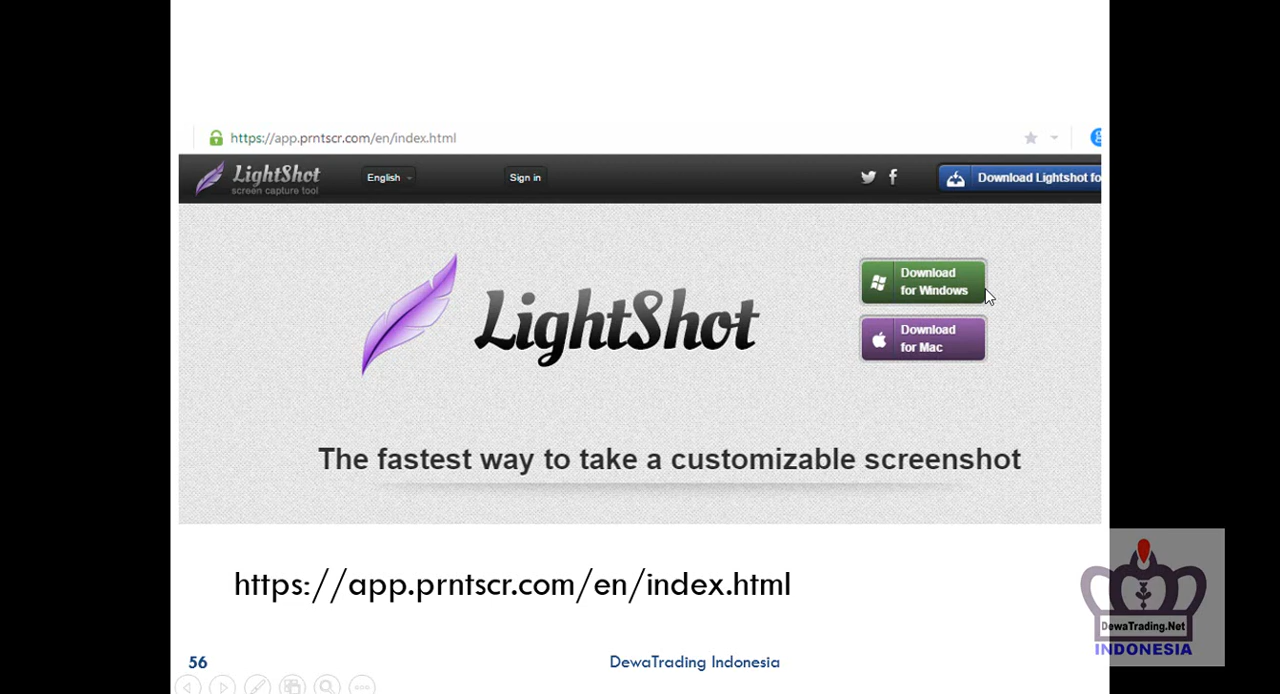 https://app.prntscr.com/en/index.html
LightShot
screen capture tool
English
Sign in
Download Lightshot fo
Download
for Windows
LightShot
Download
for Mac
The fastest way to take a customizable screenshot
https://app.prntscr.com/en/index.html
DewaTrading.Net
INDONESIA
56
DewaTrading Indonesia